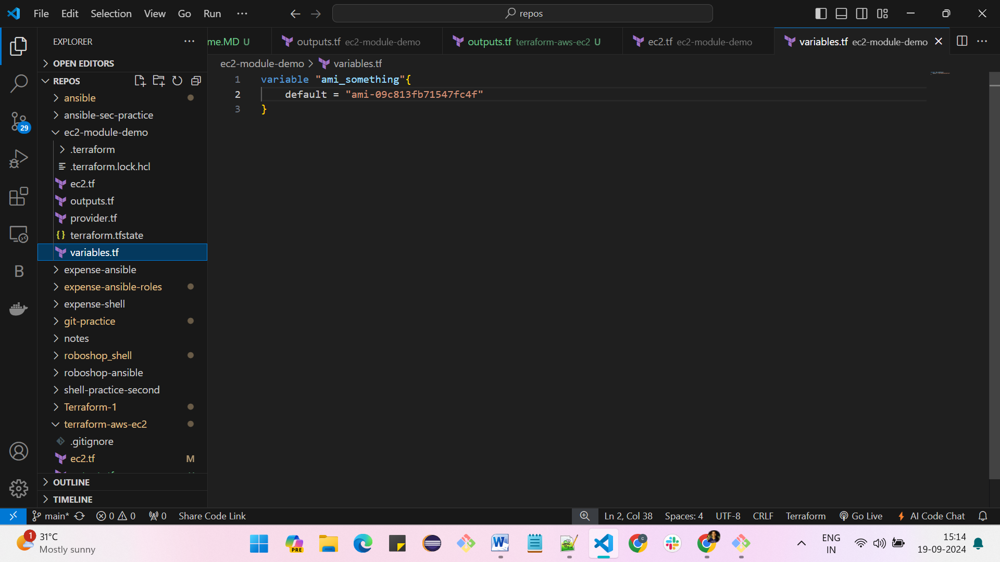 File Edit Selection View Go Run ···
repos
EXPLORER ···
OPEN EDITORS
REPOS
ansible
ansible-sec-practice
ec2-module-demo
.terraform
.terraform.lock.hcl
ec2.tf
outputs.tf
provider.tf
{} terraform.tfstate
variables.tf
expense-ansible
expense-ansible-roles
expense-shell
git-practice
notes
roboshop_shell
roboshop-ansible
shell-practice-second
Terraform-1
terraform-aws-ec2
.gitignore
ec2.tf M
OUTLINE
TIMELINE
29
B
me.MD U
outputs.tf ec2-module-demo
outputs.tf terraform-aws-ec2 U
ec2.tf ec2-module-demo
variables.tf ec2-module-demo
ec2-module-demo > variables.tf
1 variable "ami_something"{
2 default = "ami-09c813fb71547fc4f"
3 }
main* 0 0 0 Share Code Link
Ln 2, Col 38 Spaces: 4 UTF-8 CRLF Terraform Go Live AI Code Chat
1 31°C
Mostly sunny
PRE
W
C
ENG
IN
15:14
19-09-2024